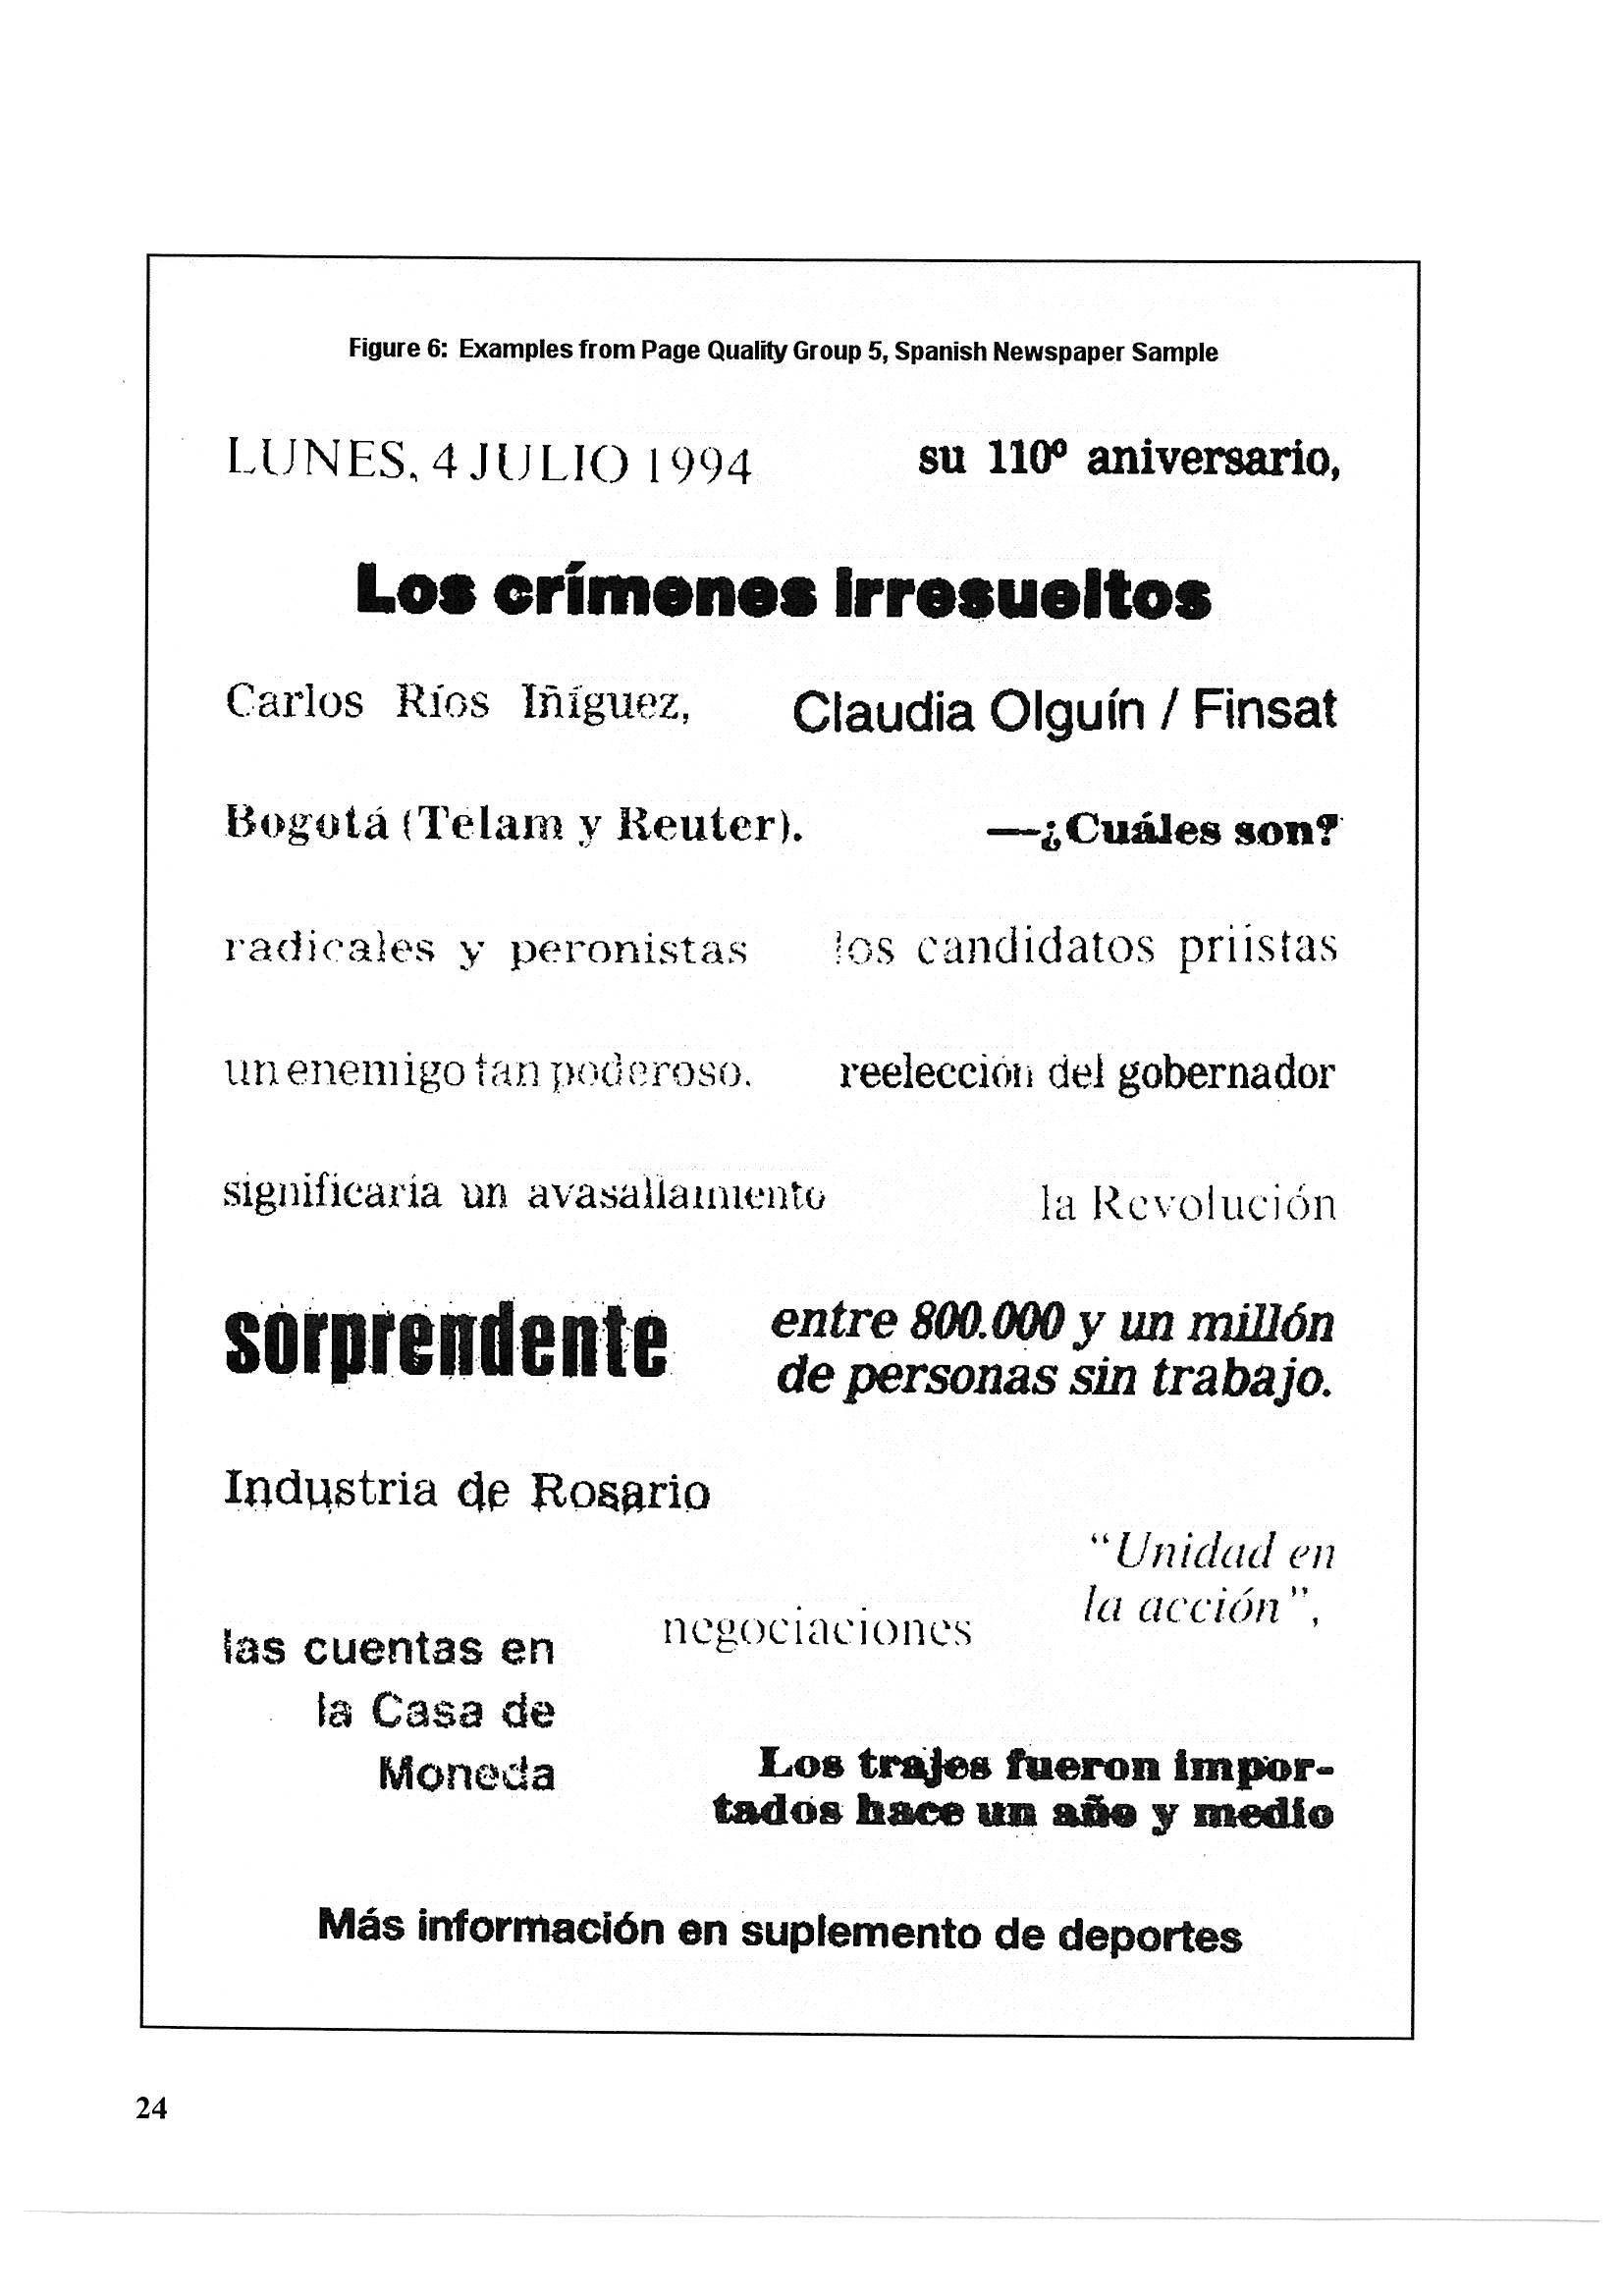 Figure 6: Examples from Page Quality Group 5, Spanish Newspaper Sample
LUNES, 4 JULIO 1994
su 110º aniversario,
Los crímenes irresueltos
Carlos Ríos Iñíguez,
Claudia Olguín / Finsat
Bogotá (Telam y Reuter).
—¿Cuáles son?
radicales y peronistas
los candidatos priístas
un enemigo tan poderoso.
reelección del gobernador
significaría un avasallamiento
la Revolución
sorprendente
entre 800.000 y un millón
de personas sin trabajo.
Industria de Rosario
"Unidad en
la acción",
negociaciones
las cuentas en
la Casa de
Moneda
Los trajes fueron impor-
tados hace un año y medio
Más información en suplemento de deportes
24